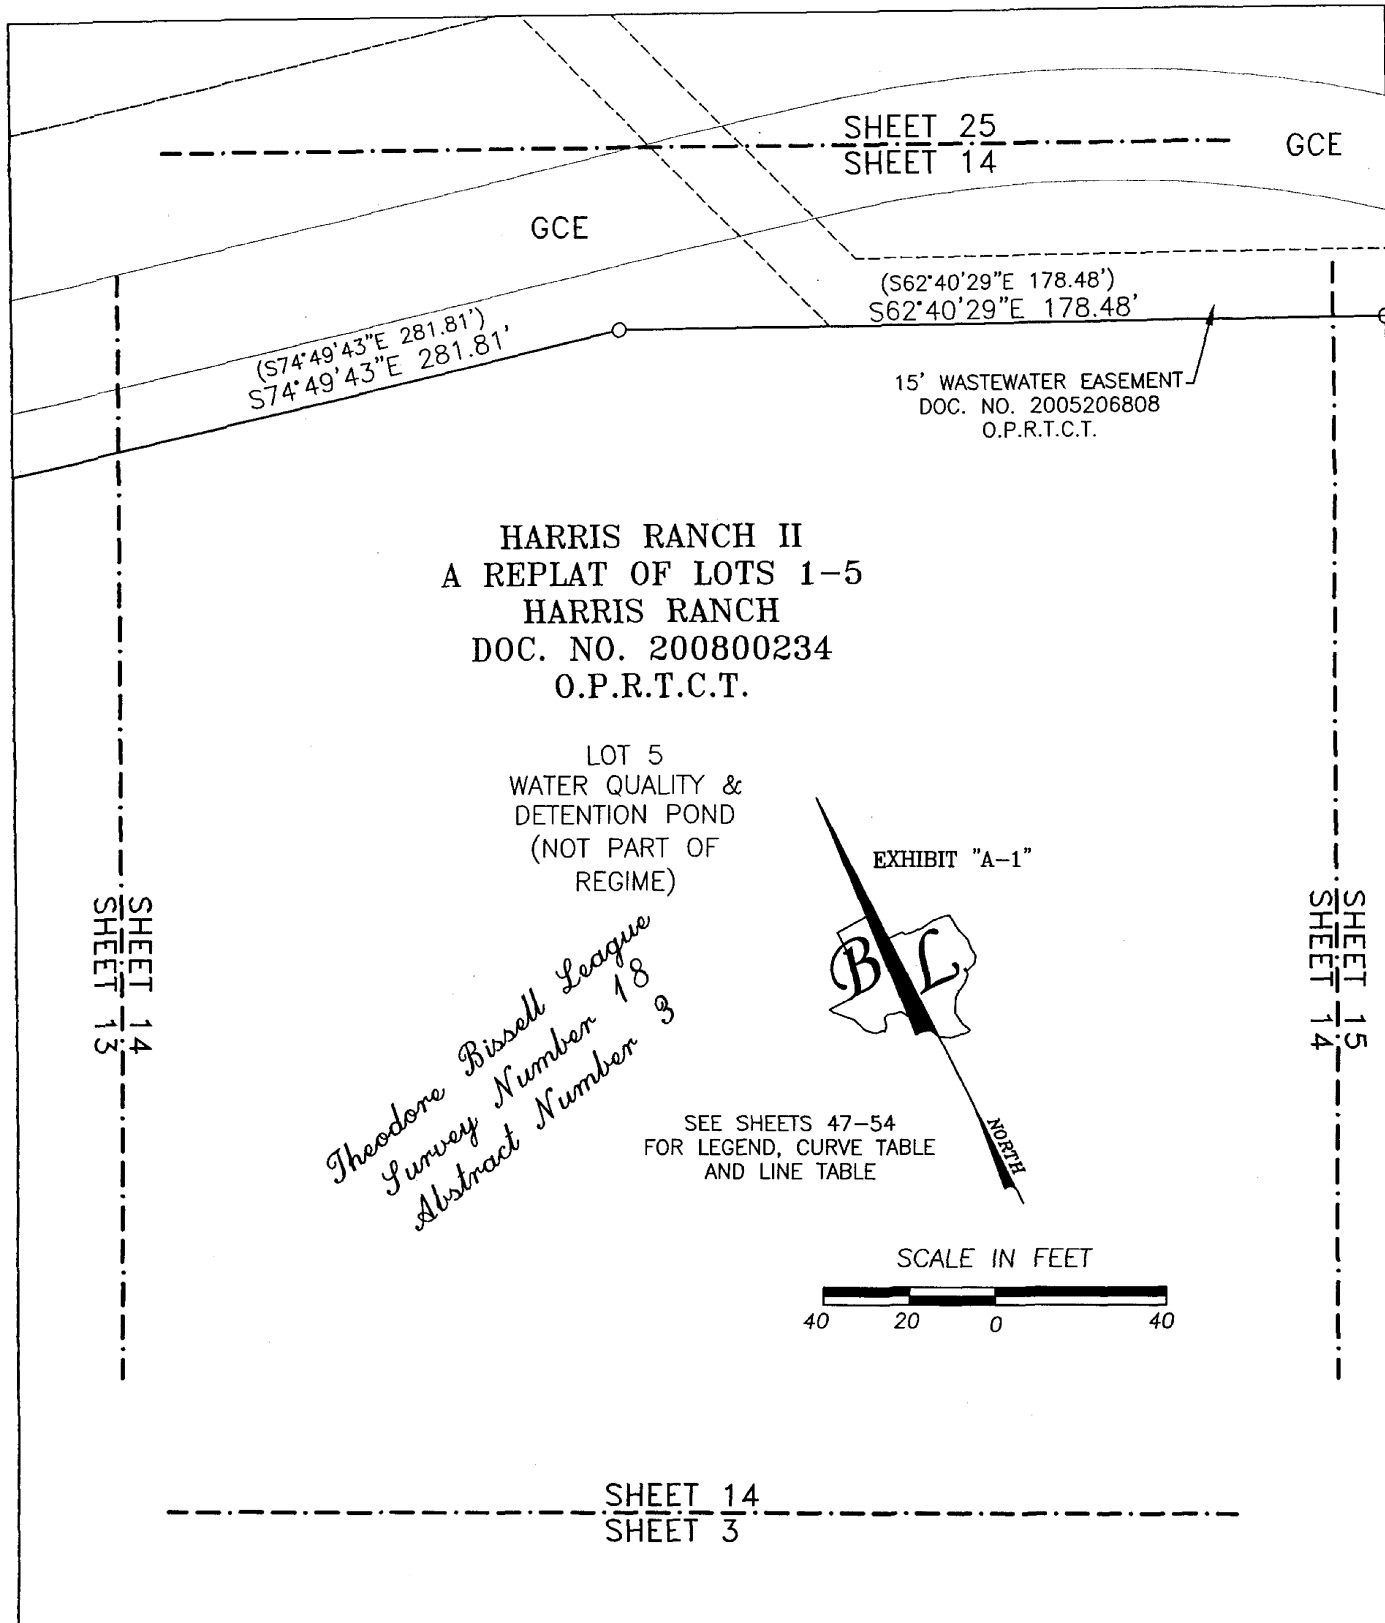 SHEET 25
SHEET 14
GCE
GCE
(S62°40'29"E 178.48')
S62°40'29"E 178.48'
(S74°49'43"E 281.81')
S74°49'43"E 281.81'
15' WASTEWATER EASEMENT
DOC. NO. 2005206808
O.P.R.T.C.T.
HARRIS RANCH II
A REPLAT OF LOTS 1-5
HARRIS RANCH
DOC. NO. 200800234
O.P.R.T.C.T.
LOT 5
WATER QUALITY &
DETENTION POND
(NOT PART OF
REGIME)
EXHIBIT "A-1"
SHEET 14
SHEET 13
SHEET 15
SHEET 14
B L
Theodore Bissell League
Survey Number 18
Abstract Number 3
SEE SHEETS 47-54
FOR LEGEND, CURVE TABLE
AND LINE TABLE
NORTH
SCALE IN FEET
40 20 0 40
SHEET 14
SHEET 3